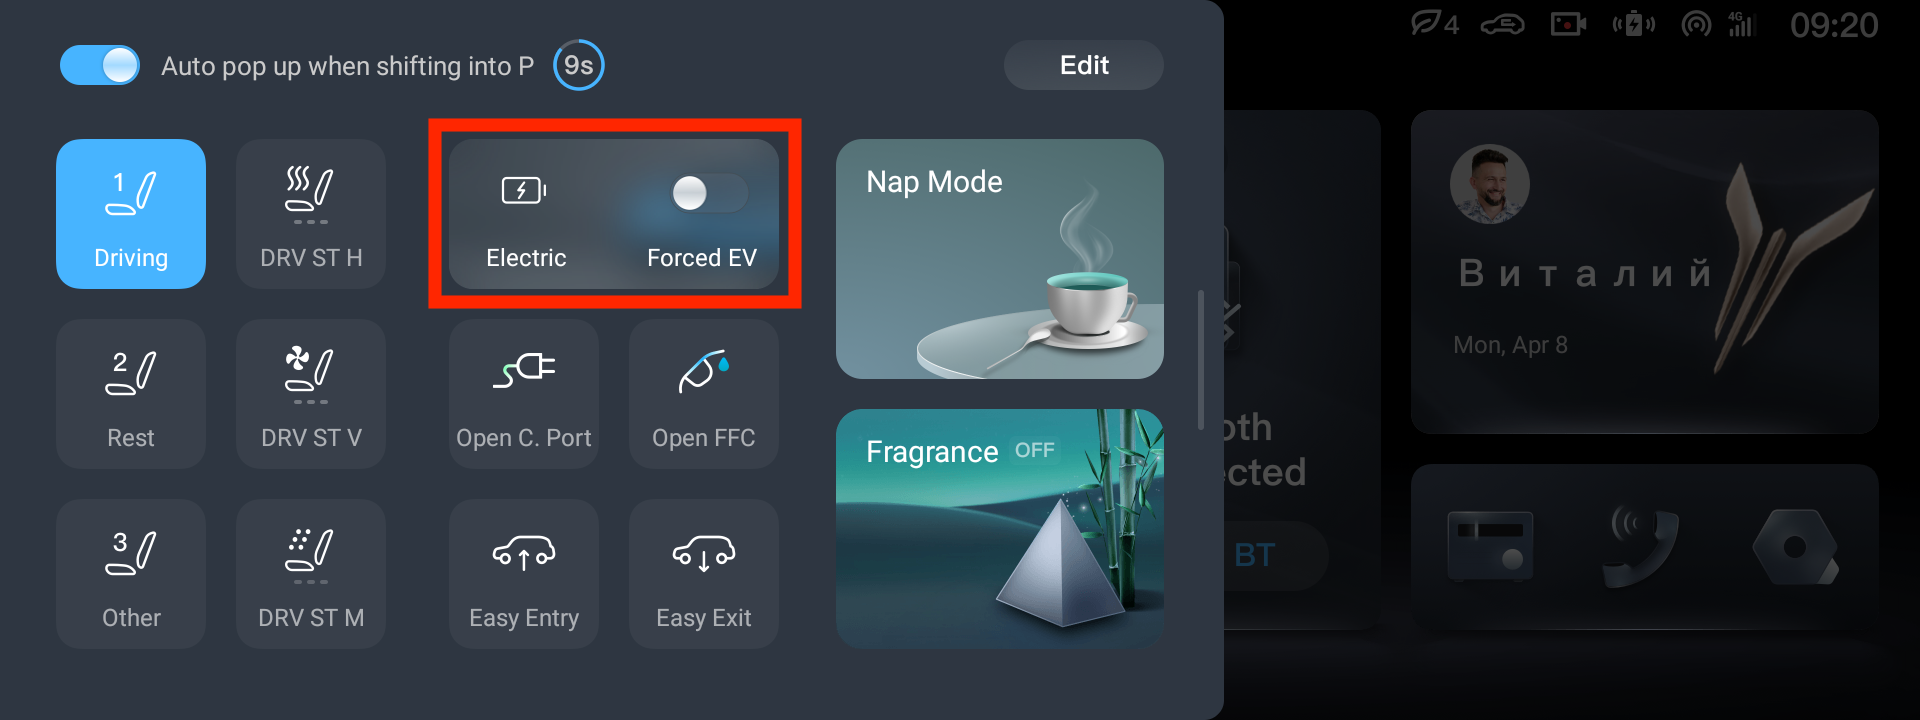 Auto pop up when shifting into P 9s
Edit
4
4G
09:20
1
Driving
DRV ST H
Electric
Forced EV
Nap Mode
Виталий
Mon, Apr 8
2
Rest
DRV ST V
Open C. Port
Open FFC
Fragrance OFF
oth
cted
BT
3
Other
DRV ST M
Easy Entry
Easy Exit